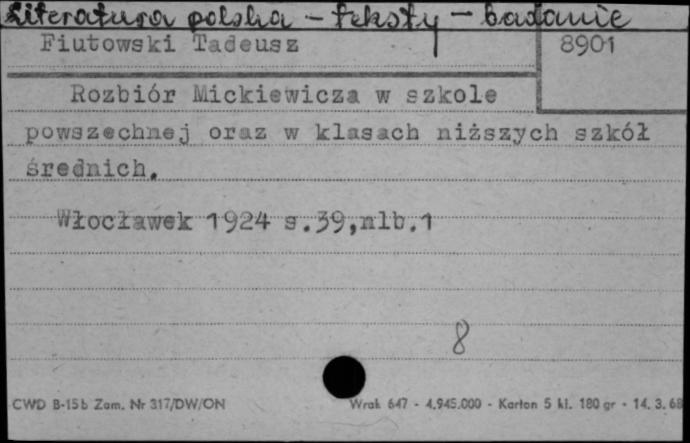 Literatura polska - teksty - badanie
Fiutowski Tadeusz
8901
Rozbiór Mickiewicza w szkole
powszechnej oraz w klasach niższych szkół
średnich.
Włocławek 1924 s.39,nlb.1
8
CWD B-15b Zam. Nr 317/DW/ON
Wrak 647 - 4.945.000 - Karton 5 kl. 180 gr - 14. 3. 68